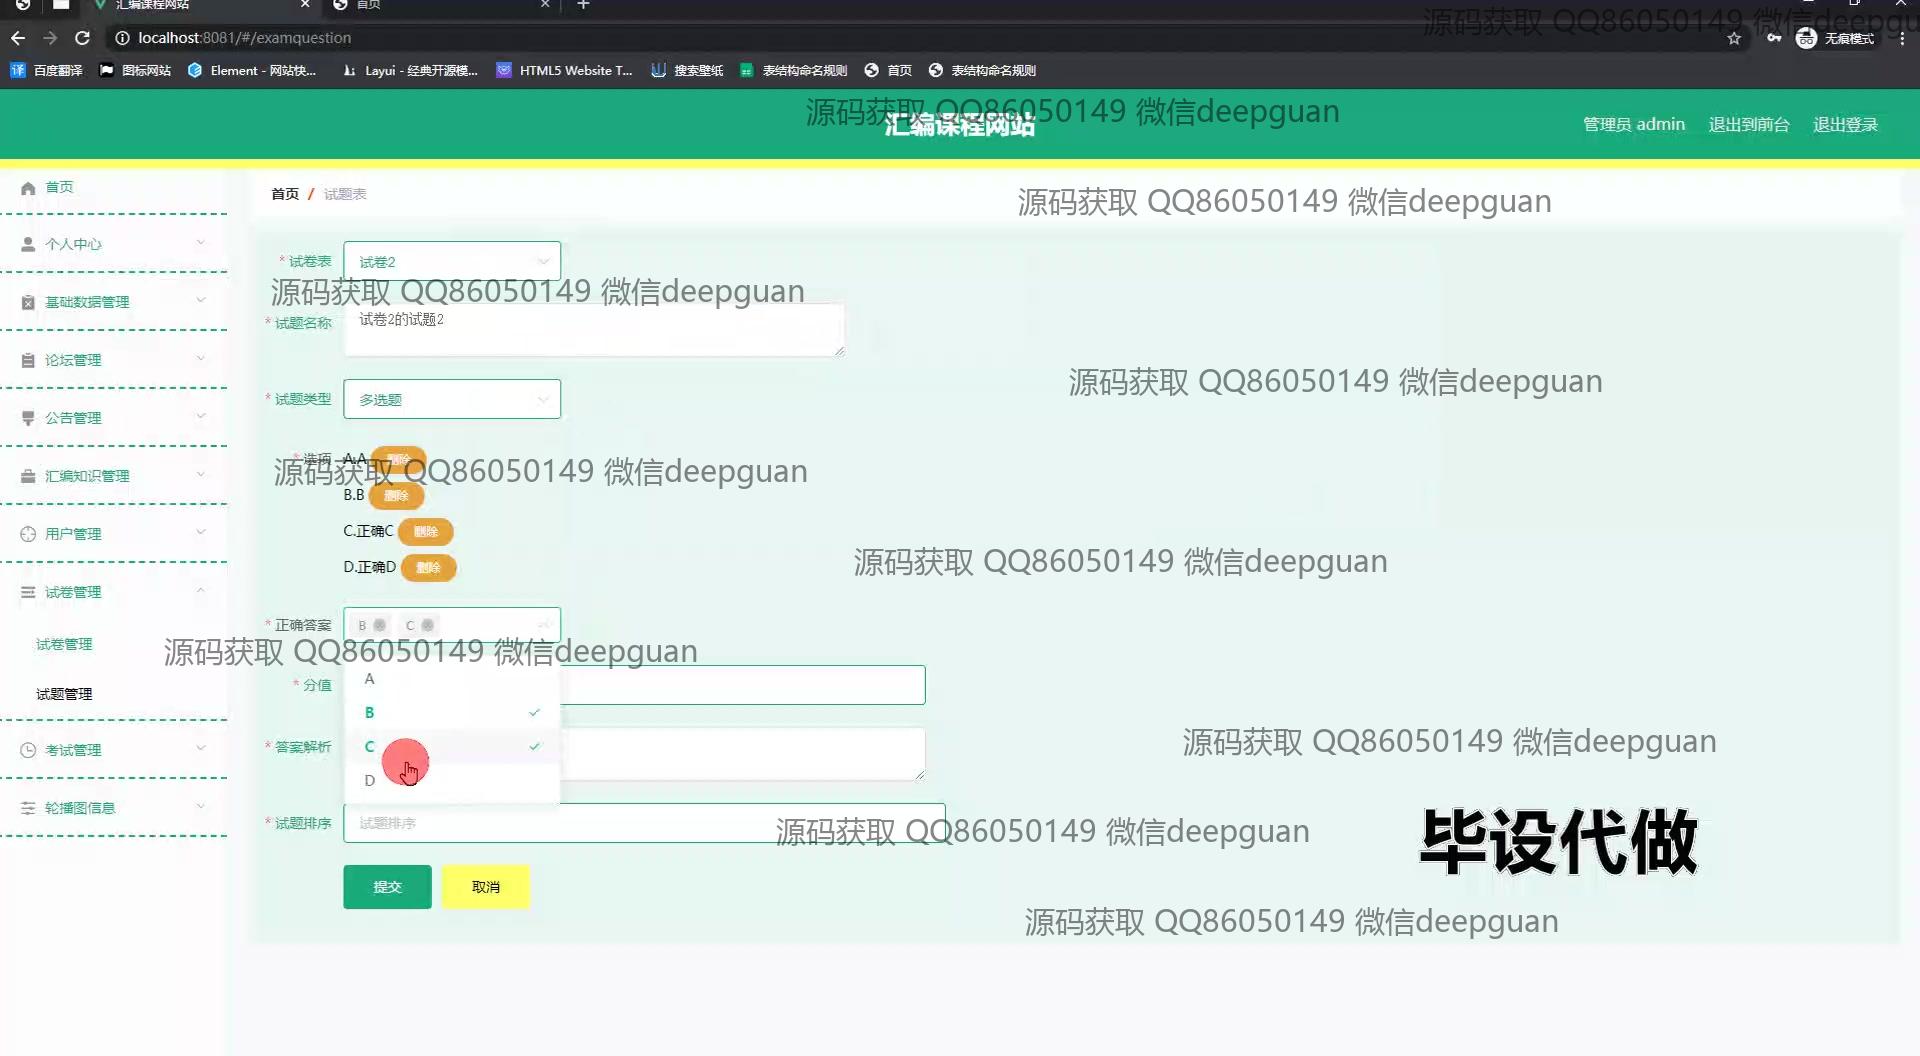 汇编课程网站
首页
localhost:8081/#/examquestion
无痕模式
百度翻译
图标网站
Element - 网站快...
Layui - 经典开源模...
HTML5 Website T...
搜索壁纸
表结构命名规则
首页
表结构命名规则
源码获取 QQ86050149 微信deepgu
源码获取 QQ86050149 微信deepguan
汇编课程网站
管理员 admin
退出到前台
退出登录
首页
个人中心
基础数据管理
论坛管理
公告管理
汇编知识管理
用户管理
试卷管理
试卷管理
试题管理
考试管理
轮播图信息
首页 / 试题表
源码获取 QQ86050149 微信deepguan
* 试卷表 试卷2
源码获取 QQ86050149 微信deepguan
* 试题名称 试卷2的试题2
源码获取 QQ86050149 微信deepguan
* 试题类型 多选题
* 选项 A.A 删除
源码获取 QQ86050149 微信deepguan
B.B 删除
C.正确C 删除
D.正确D 删除
源码获取 QQ86050149 微信deepguan
* 正确答案 B C
源码获取 QQ86050149 微信deepguan
A
* 分值
B
* 答案解析
C
D
源码获取 QQ86050149 微信deepguan
* 试题排序 试题排序
源码获取 QQ86050149 微信deepguan
毕设代做
提交 取消
源码获取 QQ86050149 微信deepguan